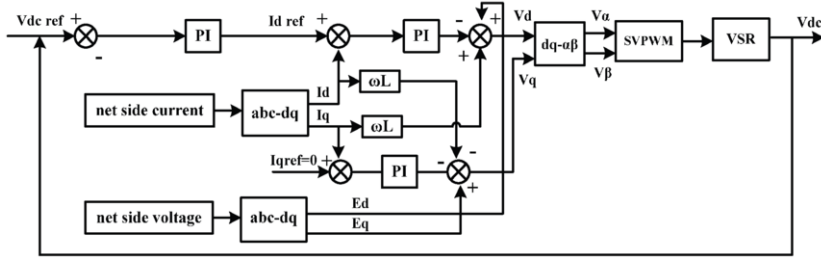 Vdc ref + - PI Id ref + PI - + + Vd dq-αβ Vα Vβ SVPWM VSR Vdc
Vq
net side current abc-dq Id ωL
Iq ωL
Iqref=0 + PI - - +
net side voltage abc-dq Ed
Eq